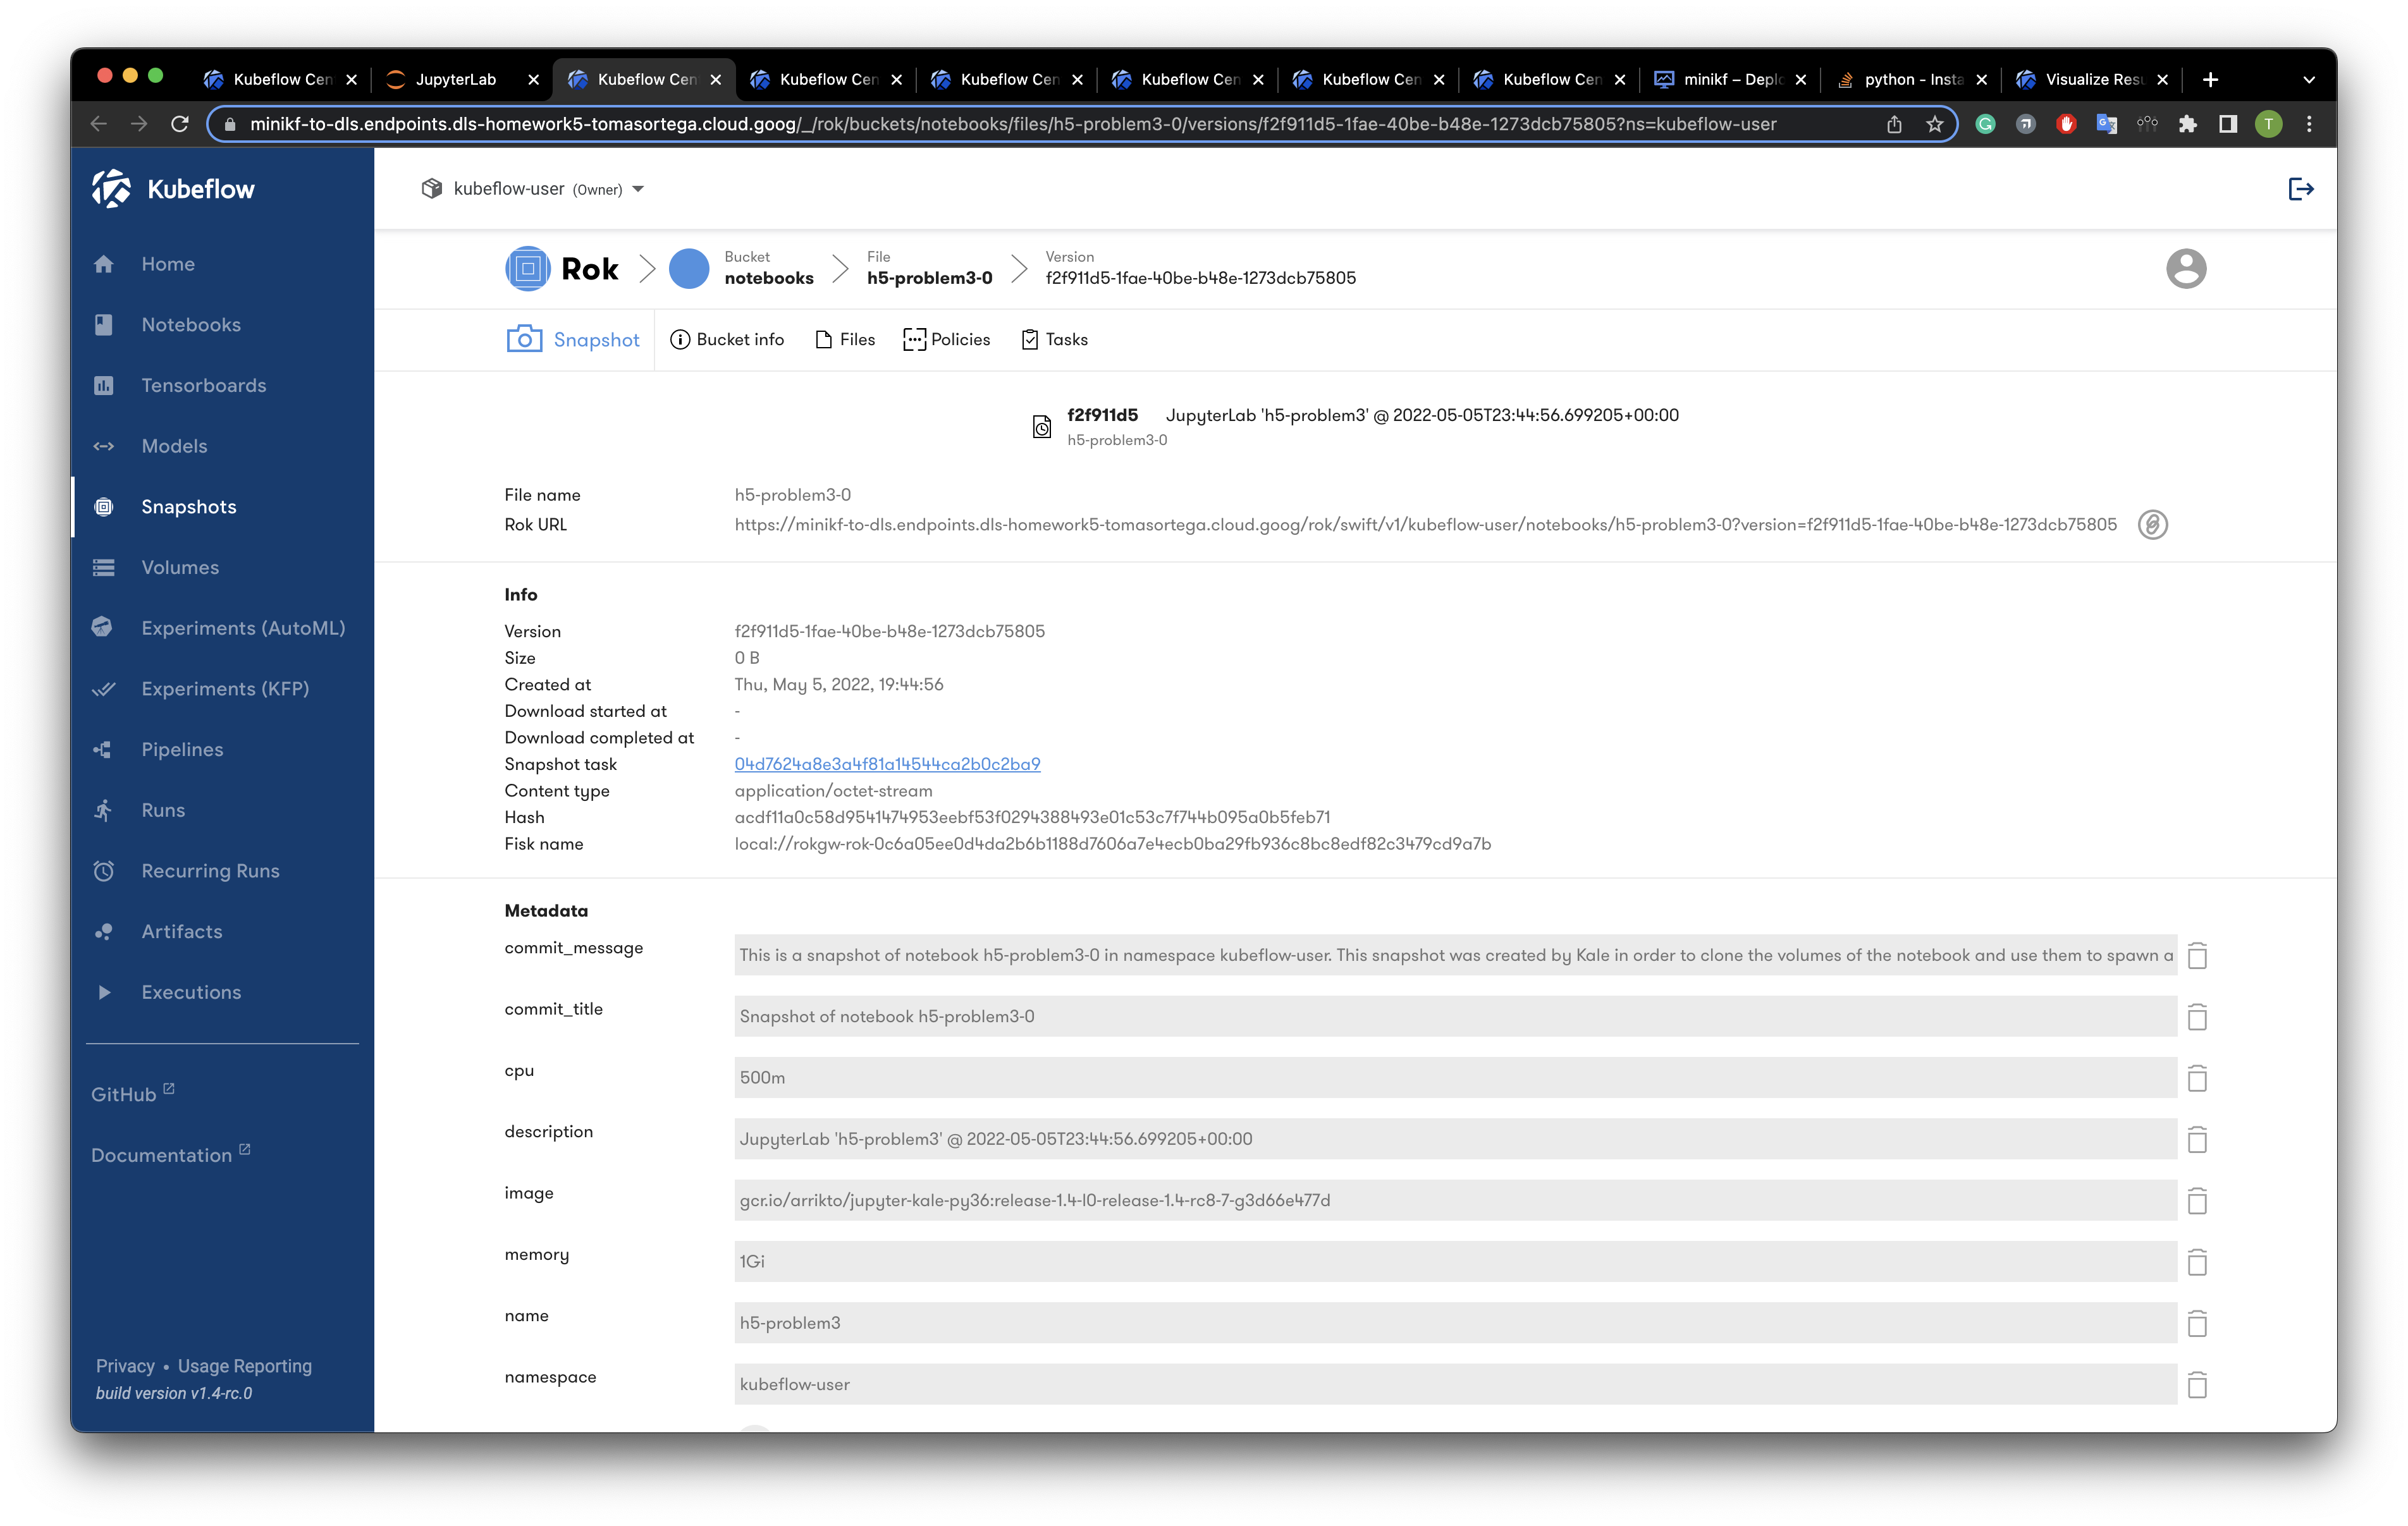 Kubeflow Cen
JupyterLab
Kubeflow Cen
Kubeflow Cen
Kubeflow Cen
Kubeflow Cen
Kubeflow Cen
Kubeflow Cen
minikf – Deplo
python - Insta
Visualize Resu
minikf-to-dls.endpoints.dls-homework5-tomasortega.cloud.goog/_/rok/buckets/notebooks/files/h5-problem3-0/versions/f2f911d5-1fae-40be-b48e-1273dcb75805?ns=kubeflow-user
T
Kubeflow
Home
Notebooks
Tensorboards
Models
Snapshots
Volumes
Experiments (AutoML)
Experiments (KFP)
Pipelines
Runs
Recurring Runs
Artifacts
Executions
GitHub
Documentation
Privacy • Usage Reporting
build version v1.4-rc.0
kubeflow-user (Owner)
Rok
Bucket
notebooks
File
h5-problem3-0
Version
f2f911d5-1fae-40be-b48e-1273dcb75805
Snapshot
Bucket info
Files
Policies
Tasks
f2f911d5 JupyterLab 'h5-problem3' @ 2022-05-05T23:44:56.699205+00:00
h5-problem3-0
File name h5-problem3-0
Rok URL https://minikf-to-dls.endpoints.dls-homework5-tomasortega.cloud.goog/rok/swift/v1/kubeflow-user/notebooks/h5-problem3-0?version=f2f911d5-1fae-40be-b48e-1273dcb75805
Info
Version f2f911d5-1fae-40be-b48e-1273dcb75805
Size 0 B
Created at Thu, May 5, 2022, 19:44:56
Download started at -
Download completed at -
Snapshot task 04d7624a8e3a4f81a14544ca2b0c2ba9
Content type application/octet-stream
Hash acdf11a0c58d9541474953eebf53f0294388493e01c53c7f744b095a0b5feb71
Fisk name local://rokgw-rok-0c6a05ee0d4da2b6b1188d7606a7e4ecb0ba29fb936c8bc8edf82c3479cd9a7b
Metadata
commit_message This is a snapshot of notebook h5-problem3-0 in namespace kubeflow-user. This snapshot was created by Kale in order to clone the volumes of the notebook and use them to spawn a
commit_title Snapshot of notebook h5-problem3-0
cpu 500m
description JupyterLab 'h5-problem3' @ 2022-05-05T23:44:56.699205+00:00
image gcr.io/arrikto/jupyter-kale-py36:release-1.4-l0-release-1.4-rc8-7-g3d66e477d
memory 1Gi
name h5-problem3
namespace kubeflow-user